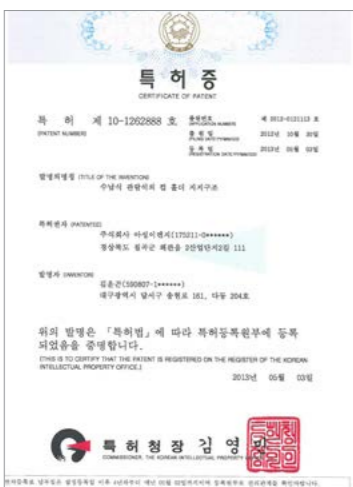 특허증
CERTIFICATE OF PATENT
특 허 제 10-1262888 호
(PATENT NUMBER)
출원번호 제 2012-0121113 호
(APPLICATION NUMBER)
출원일 2012년 10월 30일
(FILING DATE:YY/MM/DD)
등록일 2013년 05월 03일
(REGISTRATION DATE:YY/MM/DD)
발명의명칭 (TITLE OF THE INVENTION)
수납식 관람석의 컵 홀더 지지구조
특허권자 (PATENTEE)
주식회사 아성이엔지(175211-0******)
경상북도 칠곡군 왜관읍 2산업단지2길 111
발명자 (INVENTOR)
김운근(590807-1******)
대구광역시 달서구 송현로 161, 다동 204호
위의 발명은 「특허법」에 따라 특허등록원부에 등록
되었음을 증명합니다.
(THIS IS TO CERTIFY THAT THE PATENT IS REGISTERED ON THE REGISTER OF THE KOREAN
INTELLECTUAL PROPERTY OFFICE.)
2013년 05월 03일
특허청장 김영민
COMMISSIONER, THE KOREAN INTELLECTUAL PROPERTY